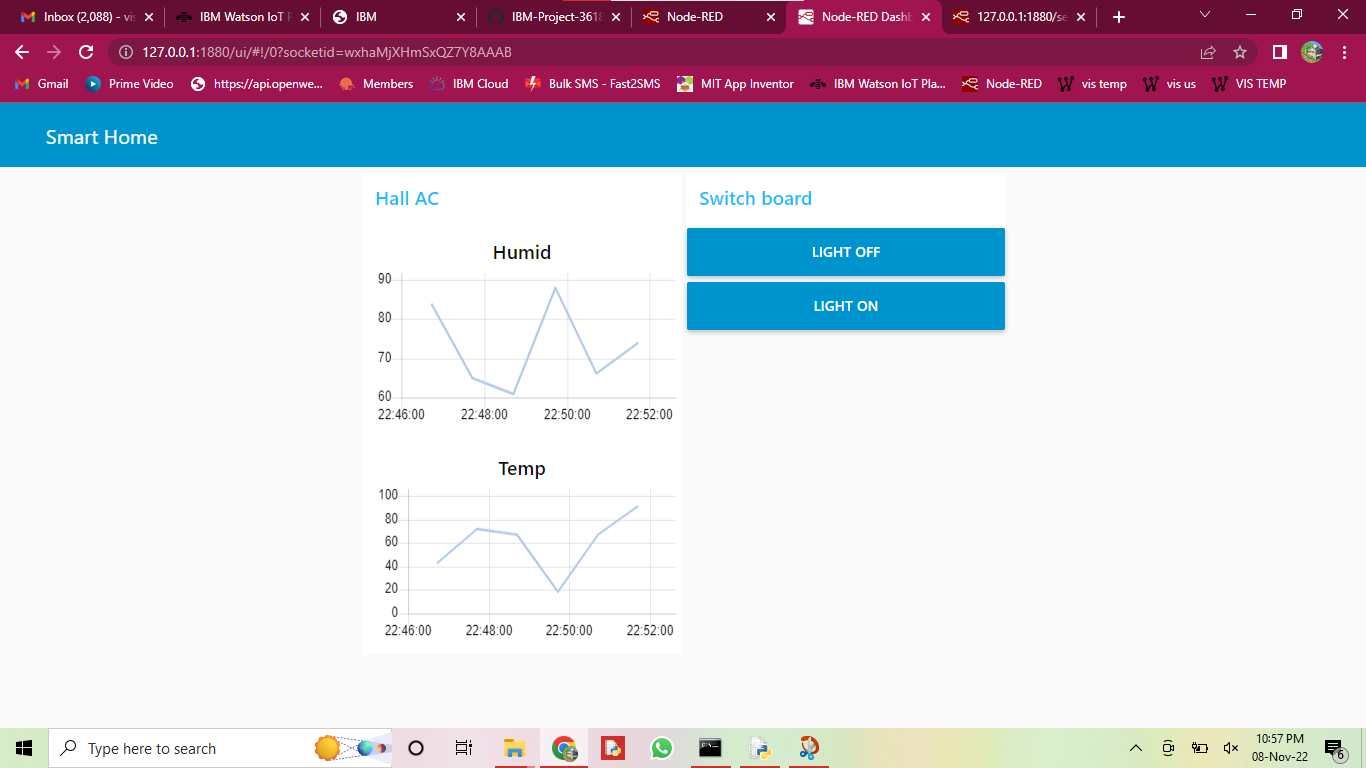 Inbox (2,088) - vis
IBM Watson IoT P
IBM
IBM-Project-3618
Node-RED
Node-RED Dashb
127.0.0.1:1880/se
127.0.0.1:1880/ui/#!/0?socketid=wxhaMjXHmSxQZ7Y8AAAB
Gmail
Prime Video
https://api.openwe...
Members
IBM Cloud
Bulk SMS - Fast2SMS
MIT App Inventor
IBM Watson IoT Pla...
Node-RED
vis temp
vis us
VIS TEMP
Smart Home
Hall AC
Humid
90
80
70
60
22:46:00 22:48:00 22:50:00 22:52:00
Temp
100
80
60
40
20
0
22:46:00 22:48:00 22:50:00 22:52:00
Switch board
LIGHT OFF
LIGHT ON
Type here to search
10:57 PM
08-Nov-22
6